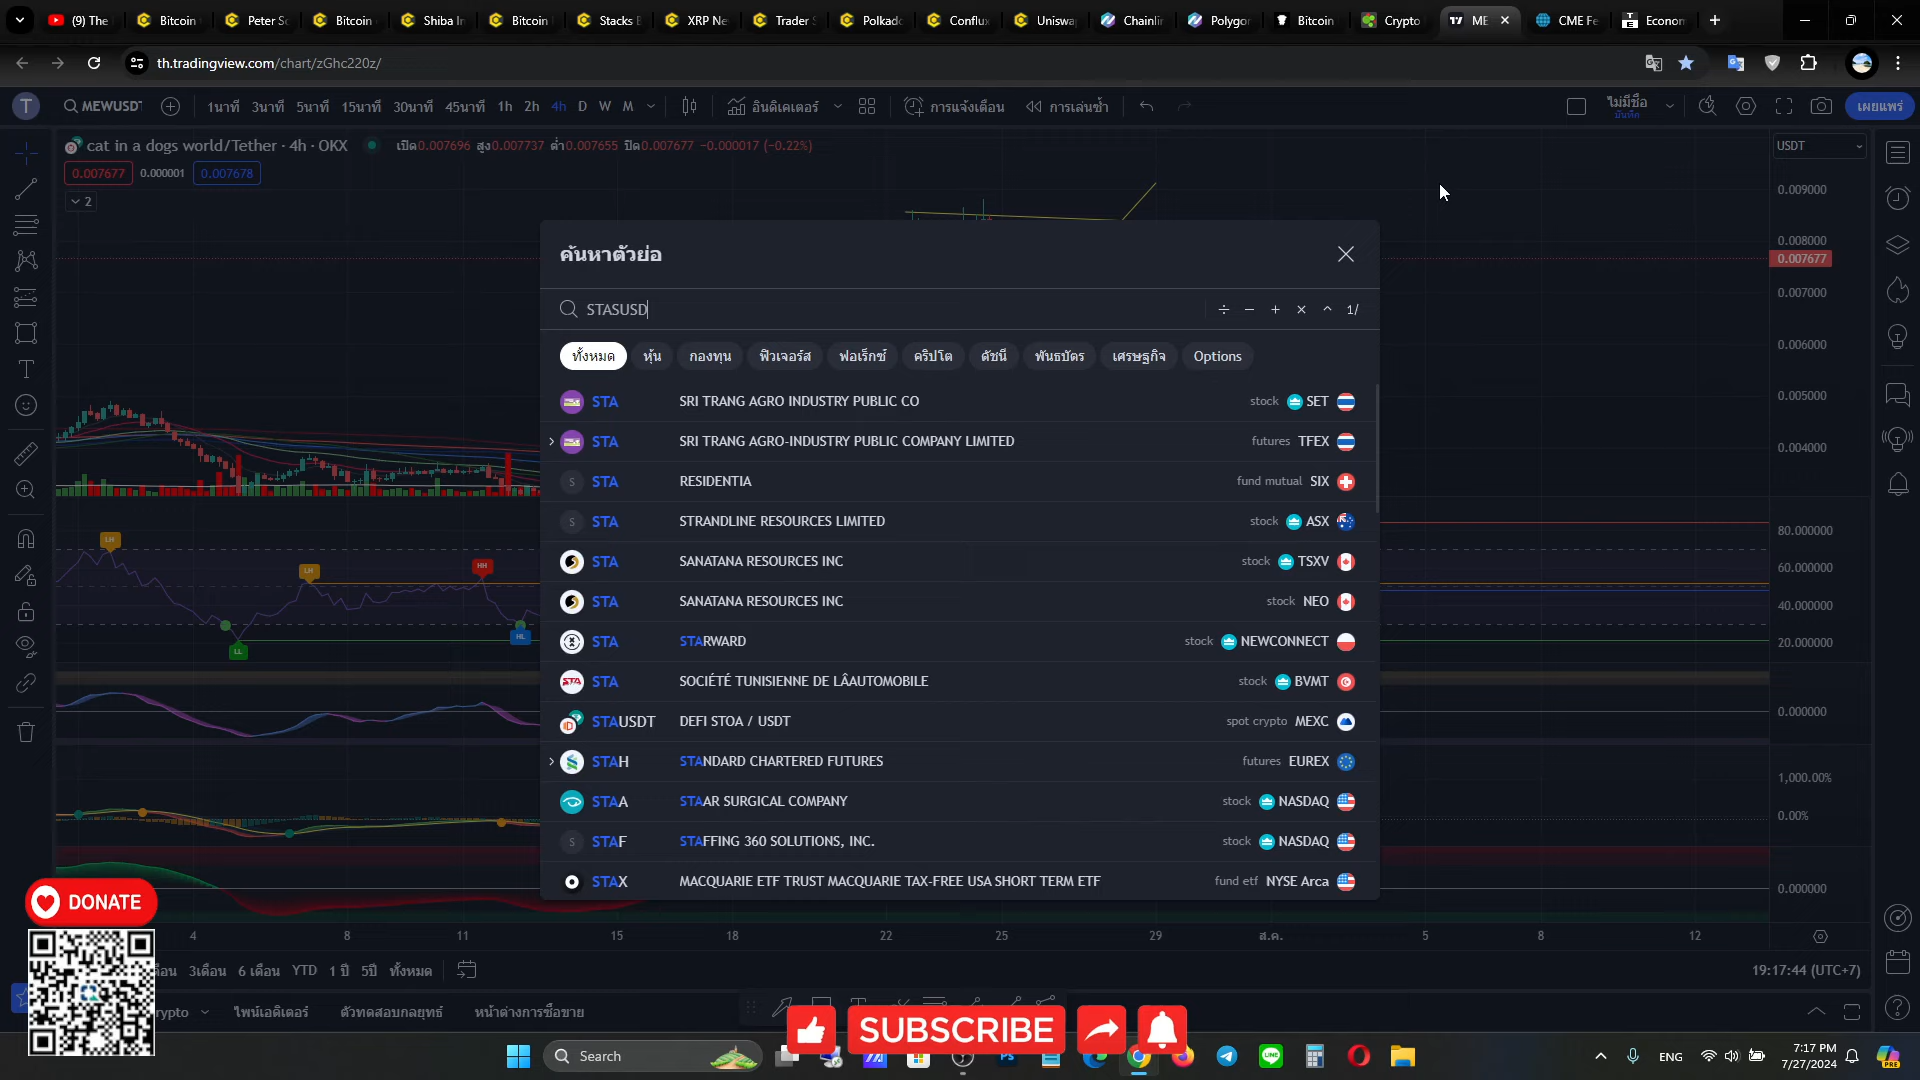 (9) The
Bitcoin
Peter Sc
Bitcoin
Shiba In
Bitcoin
Stacks B
XRP New
Trader S
Polkado
Conflux
Uniswap
Chainlin
Polygon
Bitcoin
Crypto
ME
CME Fe
Econom
th.tradingview.com/chart/zGhc220z/
T
MEWUSDT
1นาที 3นาที 5นาที 15นาที 30นาที 45นาที 1h 2h 4h D W M
อินดิเคเตอร์
การแจ้งเตือน
การเล่นซ้ำ
ไม่มีชื่อ
บันทึก
เผยแพร่
cat in a dogs world/Tether · 4h · OKX
เปิด0.007696 สูง0.007737 ต่ำ0.007655 ปิด0.007677 −0.000017 (−0.22%)
USDT
0.007677 0.000001 0.007678
2
0.009000
0.008000
0.007677
0.007000
0.006000
0.005000
0.004000
80.000000
60.000000
40.000000
20.000000
0.000000
1,000.00%
0.00%
0.000000
LH
LH
HH
HL
LL
ค้นหาตัวย่อ
STASUSD
÷ − + × ^ 1/
ทั้งหมด หุ้น กองทุน ฟิวเจอร์ส ฟอเร็กซ์ คริปโต ดัชนี พันธบัตร เศรษฐกิจ Options
STA SRI TRANG AGRO INDUSTRY PUBLIC CO stock SET
STA SRI TRANG AGRO-INDUSTRY PUBLIC COMPANY LIMITED futures TFEX
S STA RESIDENTIA fund mutual SIX
S STA STRANDLINE RESOURCES LIMITED stock ASX
STA SANATANA RESOURCES INC stock TSXV
STA SANATANA RESOURCES INC stock NEO
STA STARWARD stock NEWCONNECT
STA SOCIÉTÉ TUNISIENNE DE LÂAUTOMOBILE stock BVMT
STAUSDT DEFI STOA / USDT spot crypto MEXC
STAH STANDARD CHARTERED FUTURES futures EUREX
STAA STAAR SURGICAL COMPANY stock NASDAQ
S STAF STAFFING 360 SOLUTIONS, INC. stock NASDAQ
STAX MACQUARIE ETF TRUST MACQUARIE TAX-FREE USA SHORT TERM ETF fund etf NYSE Arca
DONATE
4 8 11 15 18 22 25 29 ส.ค. 5 8 12
3เดือน 6 เดือน YTD 1 ปี 5ปี ทั้งหมด
19:17:44 (UTC+7)
ไพน์เอดิเตอร์ ตัวทดสอบกลยุทธ์ หน้าต่างการซื้อขาย
SUBSCRIBE
Search
ENG
7:17 PM
7/27/2024